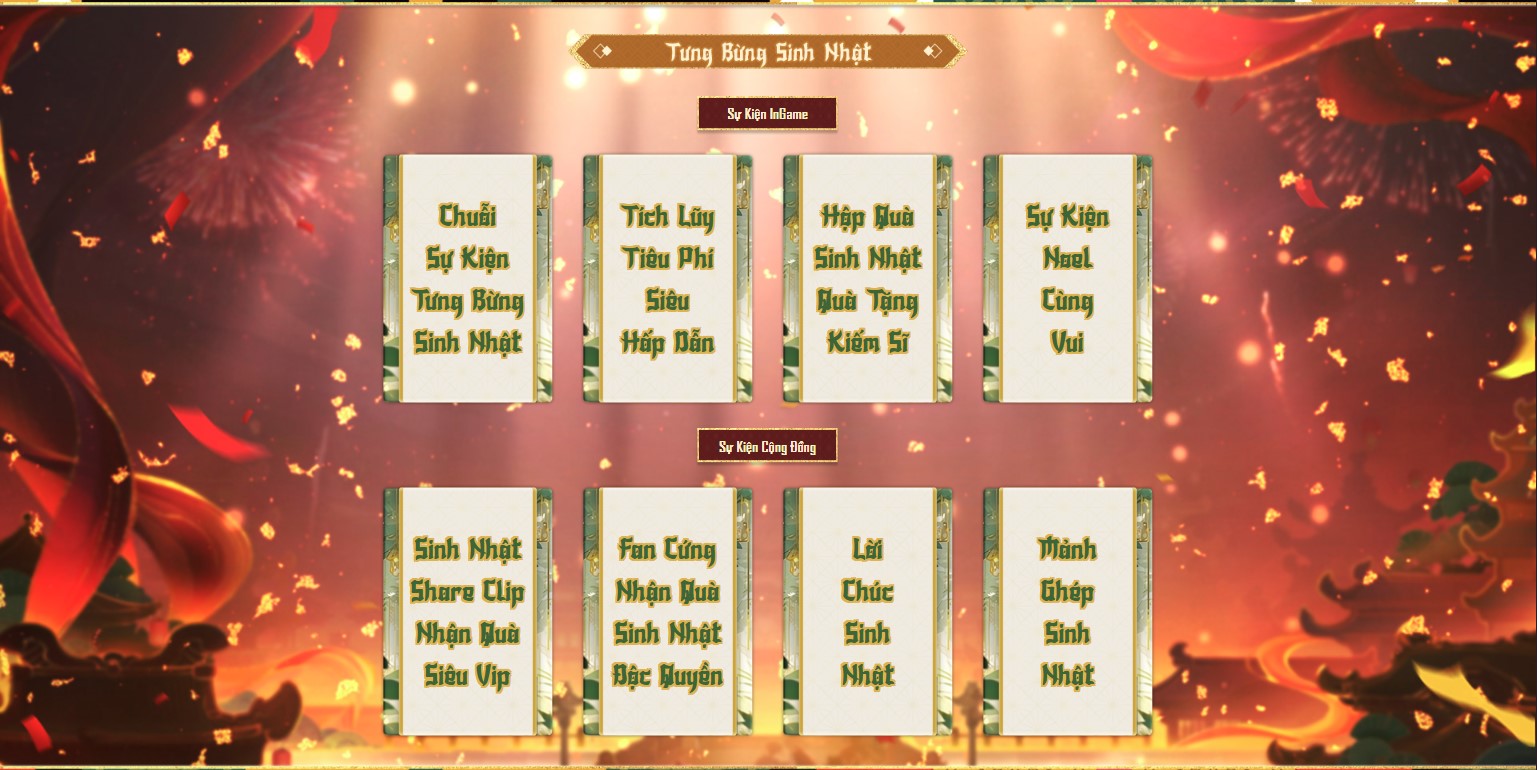 Tưng Bừng Sinh Nhật
Sự Kiện InGame
Chuỗi
Sự Kiện
Tưng Bừng
Sinh Nhật
Tích Lũy
Tiêu Phí
Siêu
Hấp Dẫn
Hộp Quà
Sinh Nhật
Quà Tặng
Kiếm Sĩ
Sự Kiện
Noel
Cùng
Vui
Sự Kiện Cộng Đồng
Sinh Nhật
Share Clip
Nhận Quà
Siêu Vip
Fan Cứng
Nhận Quà
Sinh Nhật
Đặc Quyền
Lời
Chúc
Sinh
Nhật
Mảnh
Ghép
Sinh
Nhật